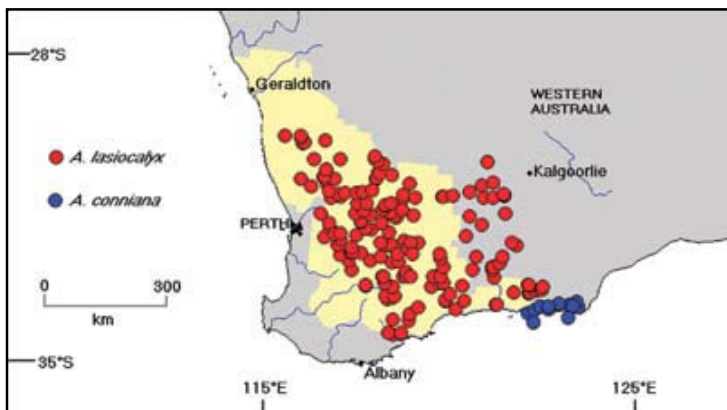 28°S
Geraldton
WESTERN
AUSTRALIA
A. lasiocalyx
Kalgoorlie
A. conniana
PERTH
0 300
km
35°S
Albany
115°E 125°E